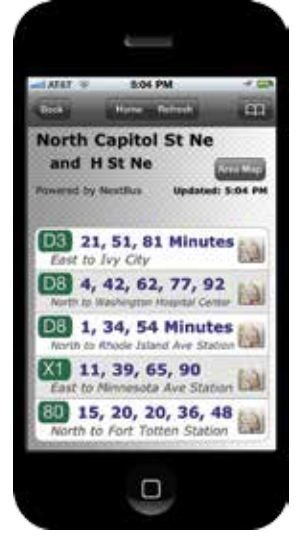 AT&T 5:04 PM
Back Home Refresh
North Capitol St Ne
and H St Ne
Area Map
Powered by NextBus Updated: 5:04 PM
D3 21, 51, 81 Minutes
East to Ivy City
D8 4, 42, 62, 77, 92
North to Washington Hospital Center
D8 1, 34, 54 Minutes
North to Rhode Island Ave Station
X1 11, 39, 65, 90
East to Minnesota Ave Station
80 15, 20, 20, 36, 48
North to Fort Totten Station